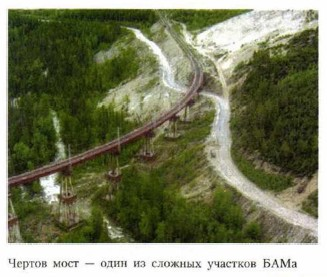 Чертов мост — один из сложных участков БАМа